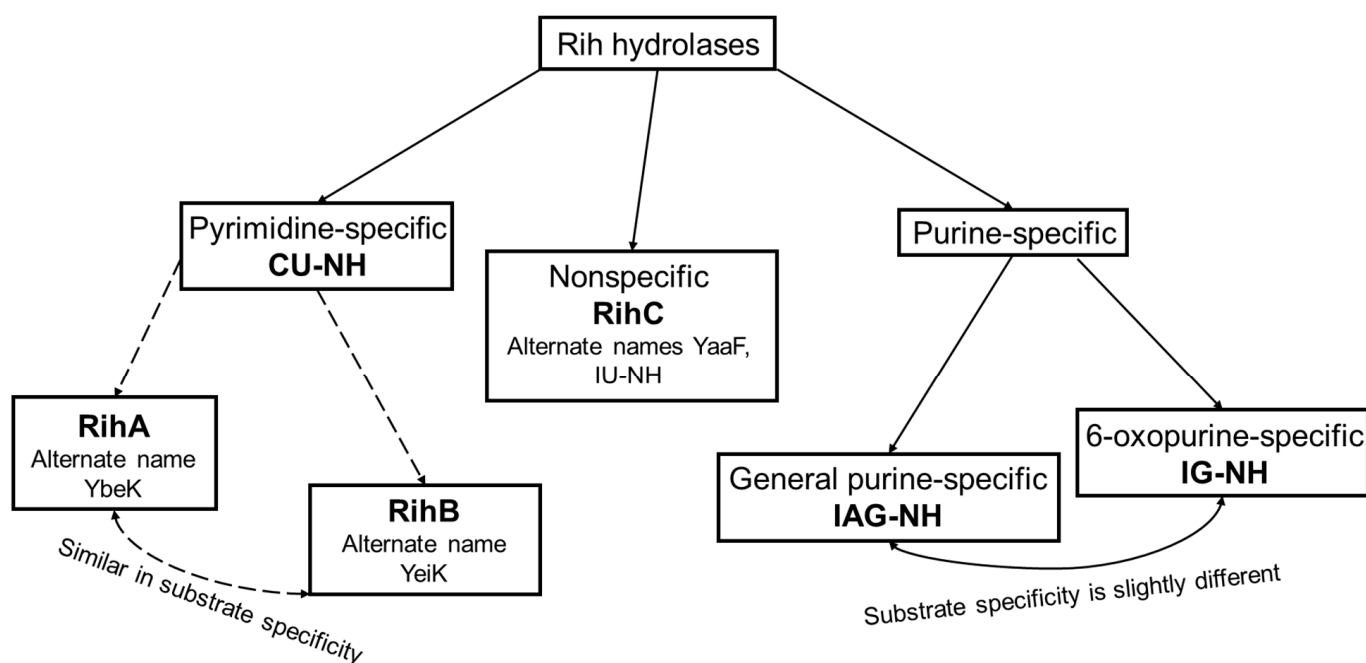 Rih hydrolases
Pyrimidine-specific
CU-NH
Nonspecific
RihC
Alternate names YaaF,
IU-NH
Purine-specific
RihA
Alternate name
YbeK
RihB
Alternate name
YeiK
Similar in substrate specificity
General purine-specific
IAG-NH
6-oxopurine-specific
IG-NH
Substrate specificity is slightly different